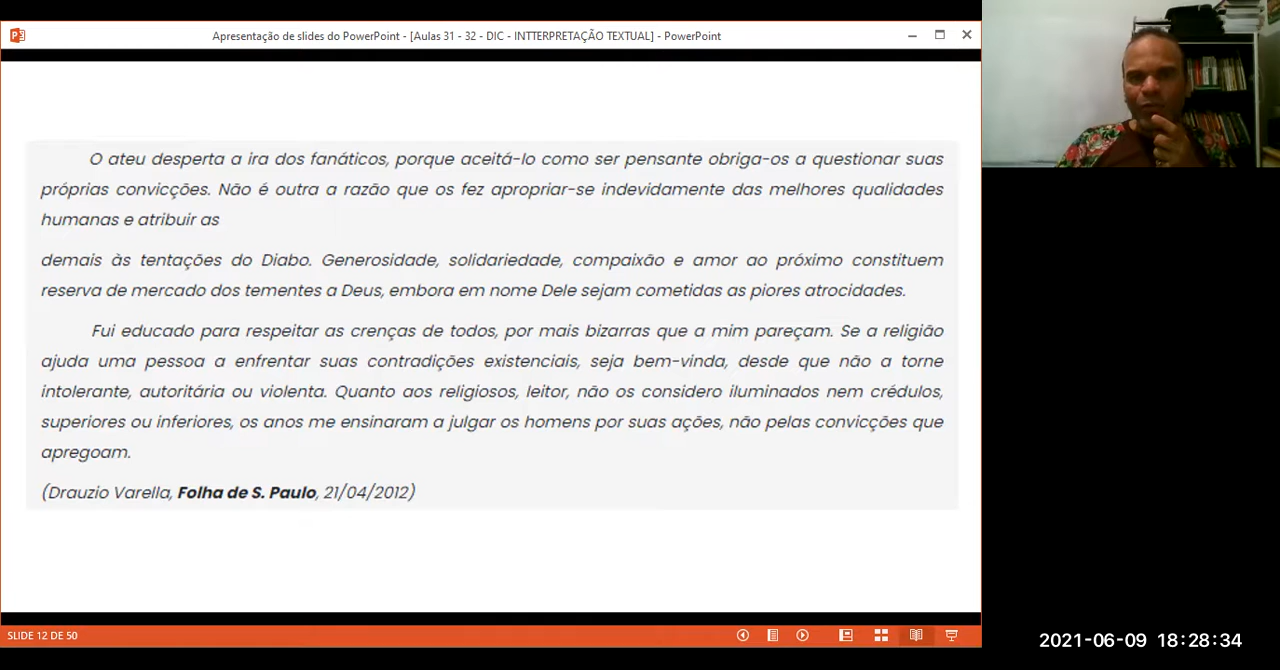 Apresentação de slides do PowerPoint - [Aulas 31 - 32 - DIC - INTTERPRETAÇÃO TEXTUAL] - PowerPoint
O ateu desperta a ira dos fanáticos, porque aceitá-lo como ser pensante obriga-os a questionar suas
próprias convicções. Não é outra a razão que os fez apropriar-se indevidamente das melhores qualidades
humanas e atribuir as
demais às tentações do Diabo. Generosidade, solidariedade, compaixão e amor ao próximo constituem
reserva de mercado dos tementes a Deus, embora em nome Dele sejam cometidas as piores atrocidades.
Fui educado para respeitar as crenças de todos, por mais bizarras que a mim pareçam. Se a religião
ajuda uma pessoa a enfrentar suas contradições existenciais, seja bem-vinda, desde que não a torne
intolerante, autoritária ou violenta. Quanto aos religiosos, leitor, não os considero iluminados nem crédulos,
superiores ou inferiores, os anos me ensinaram a julgar os homens por suas ações, não pelas convicções que
apregoam.
(Drauzio Varella, Folha de S. Paulo, 21/04/2012)
SLIDE 12 DE 50
2021-06-09 18:28:34